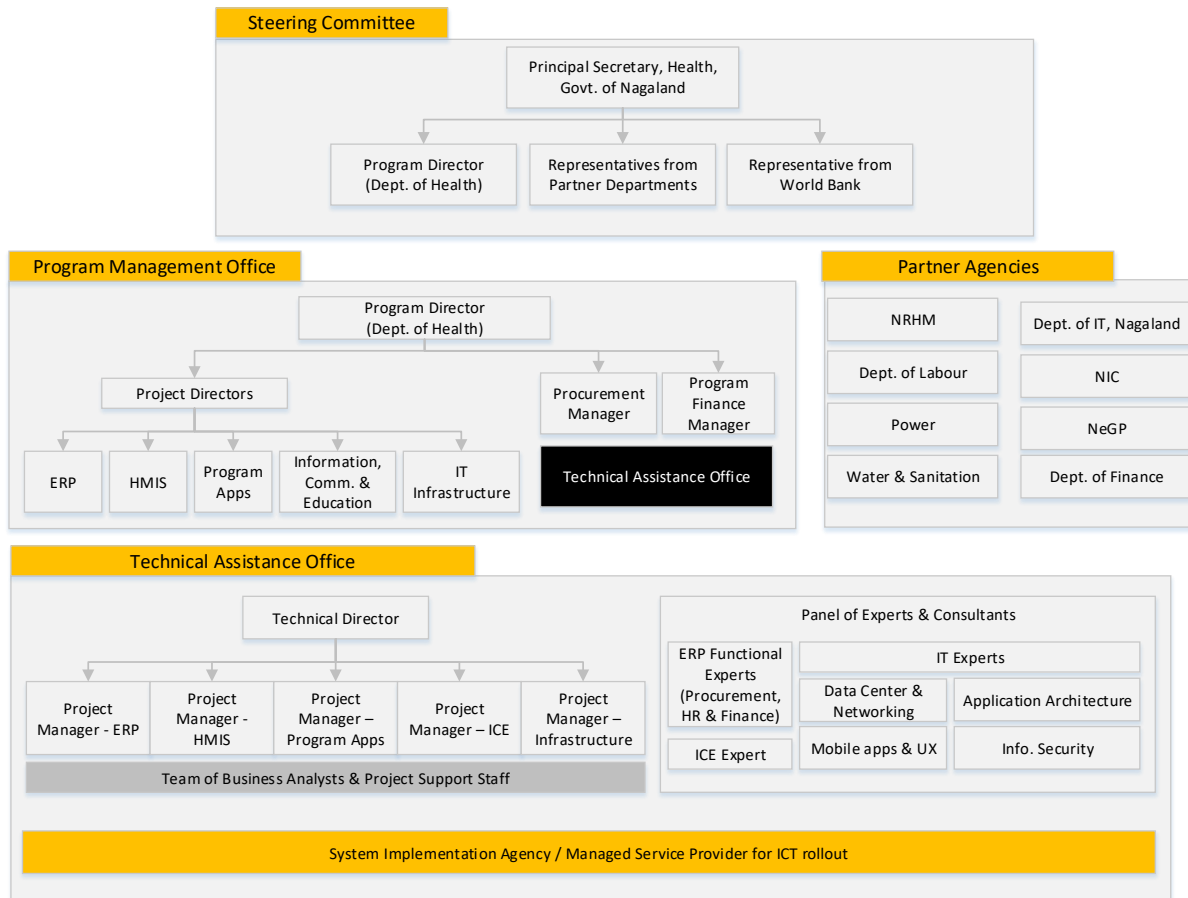 Steering Committee
Principal Secretary, Health,
Govt. of Nagaland
Program Director
(Dept. of Health)
Representatives from
Partner Departments
Representative from
World Bank
Program Management Office
Program Director
(Dept. of Health)
Project Directors
Procurement
Manager
Program
Finance
Manager
ERP
HMIS
Program
Apps
Information,
Comm. &
Education
IT
Infrastructure
Technical Assistance Office
Partner Agencies
NRHM
Dept. of IT, Nagaland
Dept. of Labour
NIC
Power
NeGP
Water & Sanitation
Dept. of Finance
Technical Assistance Office
Technical Director
Project
Manager - ERP
Project
Manager -
HMIS
Project
Manager –
Program Apps
Project
Manager – ICE
Project
Manager –
Infrastructure
Team of Business Analysts & Project Support Staff
Panel of Experts & Consultants
ERP Functional
Experts
(Procurement,
HR & Finance)
ICE Expert
IT Experts
Data Center &
Networking
Application Architecture
Mobile apps & UX
Info. Security
System Implementation Agency / Managed Service Provider for ICT rollout